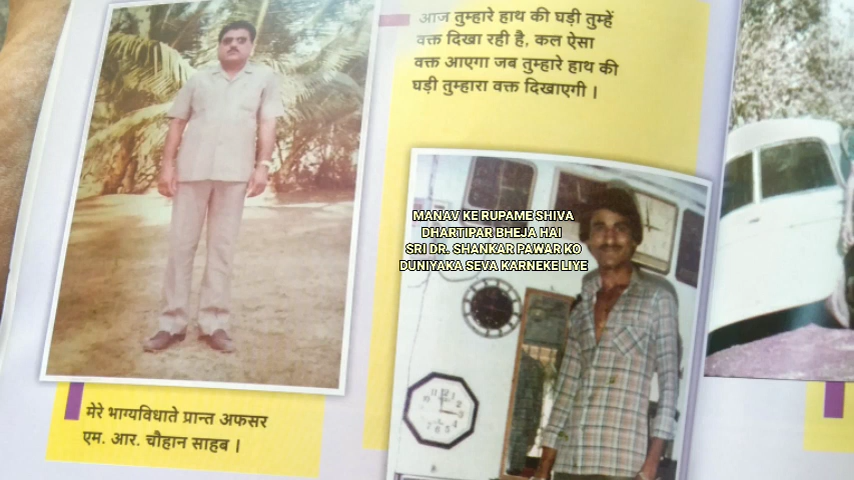 आज तुम्हारे हाथ की घड़ी तुम्हें
वक्त दिखा रही है, कल ऐसा
वक्त आएगा जब तुम्हारे हाथ की
घड़ी तुम्हारा वक्त दिखाएगी।
MANAV KE RUPAME SHIVA
DHARTIPAR BHEJA HAI
SRI DR. SHANKAR PAWAR KO
DUNIYAKA SEVA KARNEKE LIYE
मेरे भाग्यविधाते प्रान्त अफसर
एम. आर. चौहान साहब।